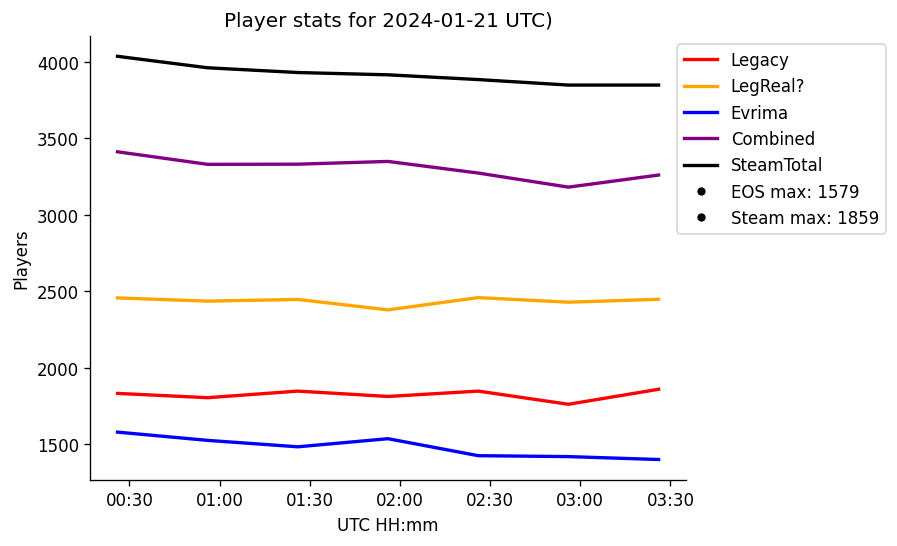 Player stats for 2024-01-21 UTC)
4000
3500
3000
2500
2000
1500
Players
00:30 01:00 01:30 02:00 02:30 03:00 03:30
UTC HH:mm
Legacy
LegReal?
Evrima
Combined
SteamTotal
EOS max: 1579
Steam max: 1859